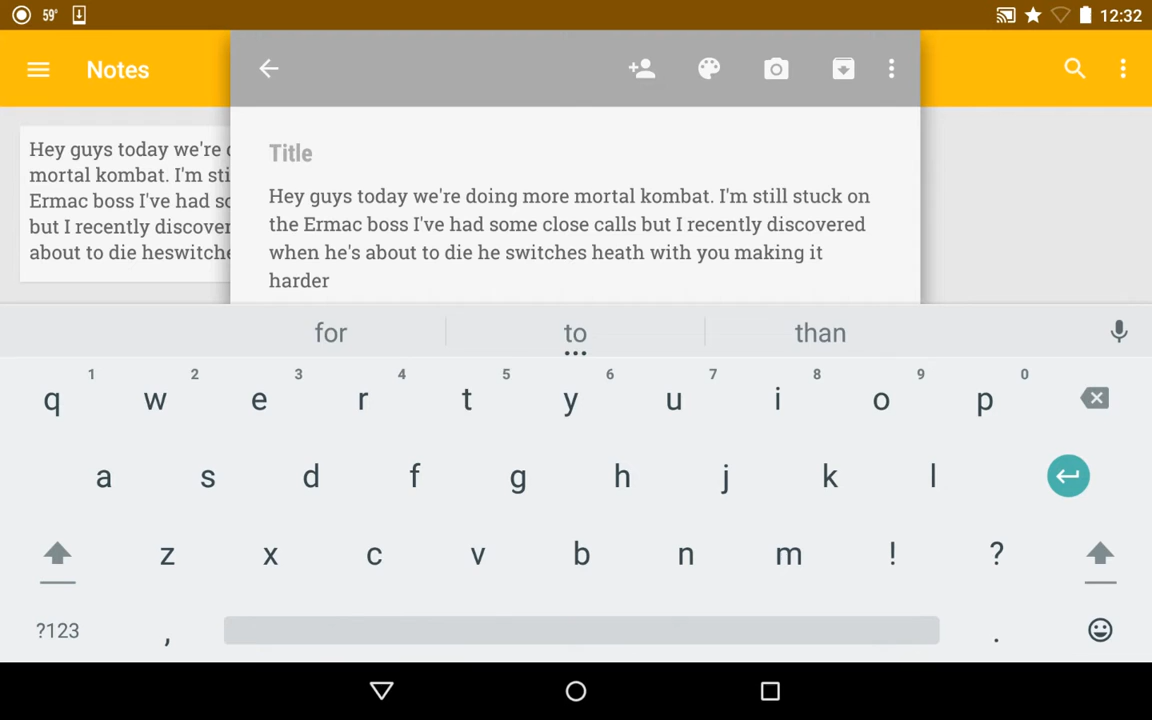 59° 12:32
Notes
Hey guys today we're d
mortal kombat. I'm sti
Ermac boss I've had so
but I recently discover
about to die heswitche
Title
Hey guys today we're doing more mortal kombat. I'm still stuck on
the Ermac boss I've had some close calls but I recently discovered
when he's about to die he switches heath with you making it
harder
for to than
1 2 3 4 5 6 7 8 9 0
q w e r t y u i o p
a s d f g h j k l
z x c v b n m ! ?
?123 , .